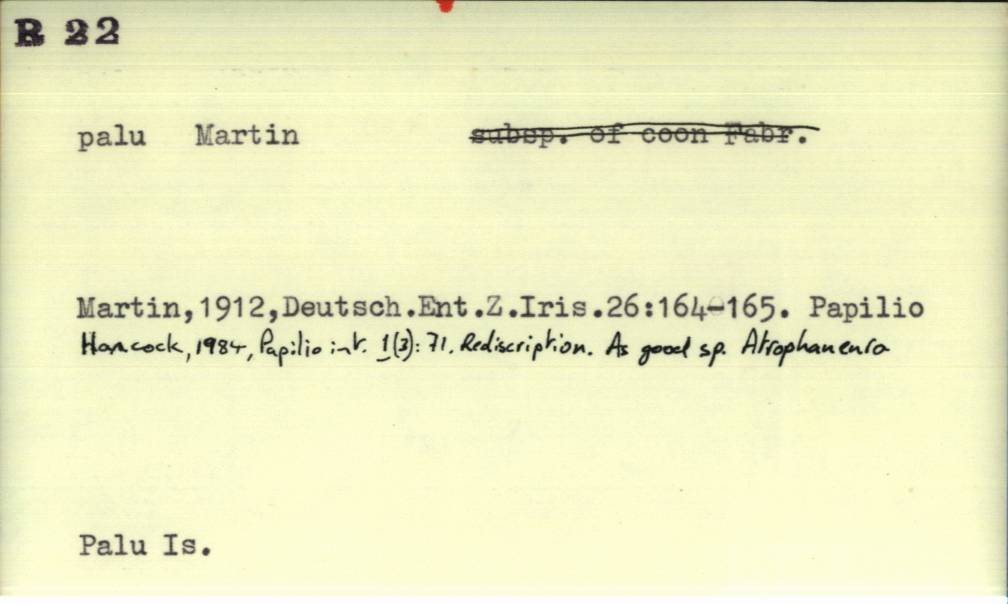 R 22
palu Martin subsp. of coon Fabr.
Martin,1912,Deutsch.Ent.Z.Iris.26:164-165. Papilio
Hancock, 1984, Papilio int. 1(3): 71. Rediscription. As good sp. Atrophaneura
Palu Is.